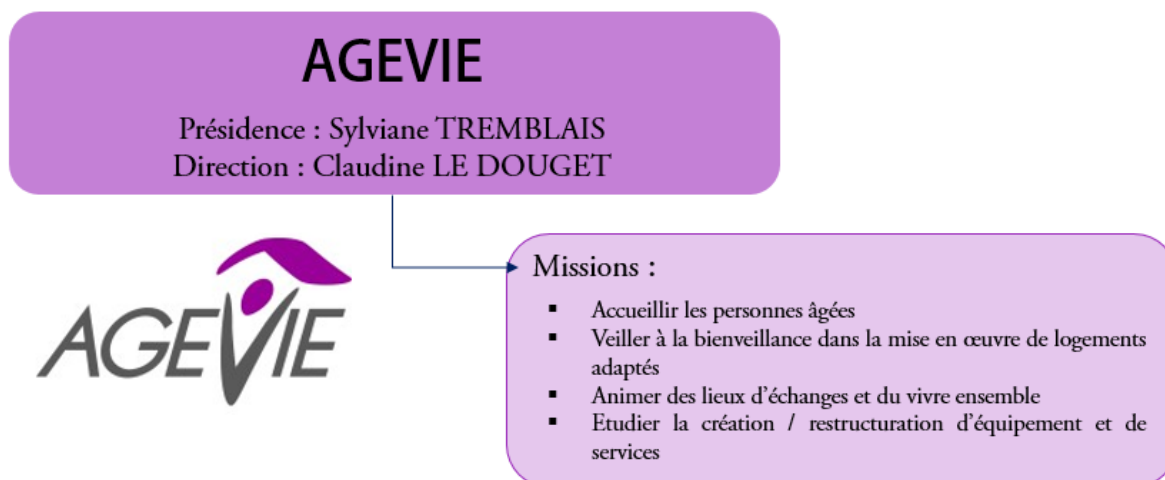 AGEVIE
Présidence : Sylviane TREMBLAIS
Direction : Claudine LE DOUGET
AGEVIE
Missions :
▪ Accueillir les personnes âgées
▪ Veiller à la bienveillance dans la mise en œuvre de logements
adaptés
▪ Animer des lieux d’échanges et du vivre ensemble
▪ Etudier la création / restructuration d’équipement et de
services